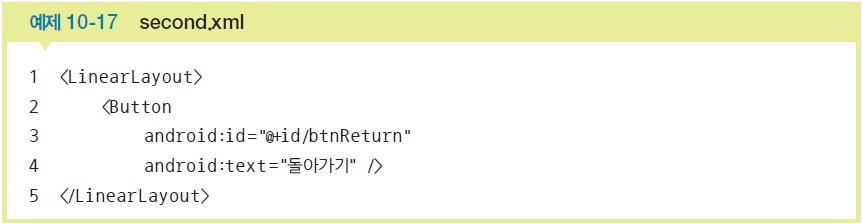 예제 10-17 second.xml
1 <LinearLayout>
2 <Button
3 android:id="@+id/btnReturn"
4 android:text="돌아가기" />
5 </LinearLayout>